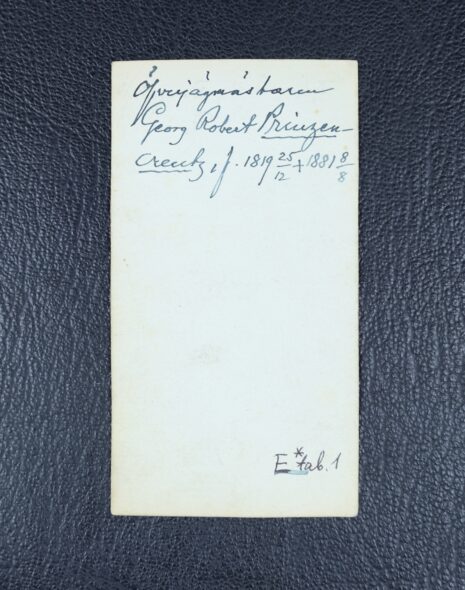 Öfverjägmästaren
Georg Robert Prinzen-
creutz, f. 1819 25/12 + 1881 8/8
E* tab. 1